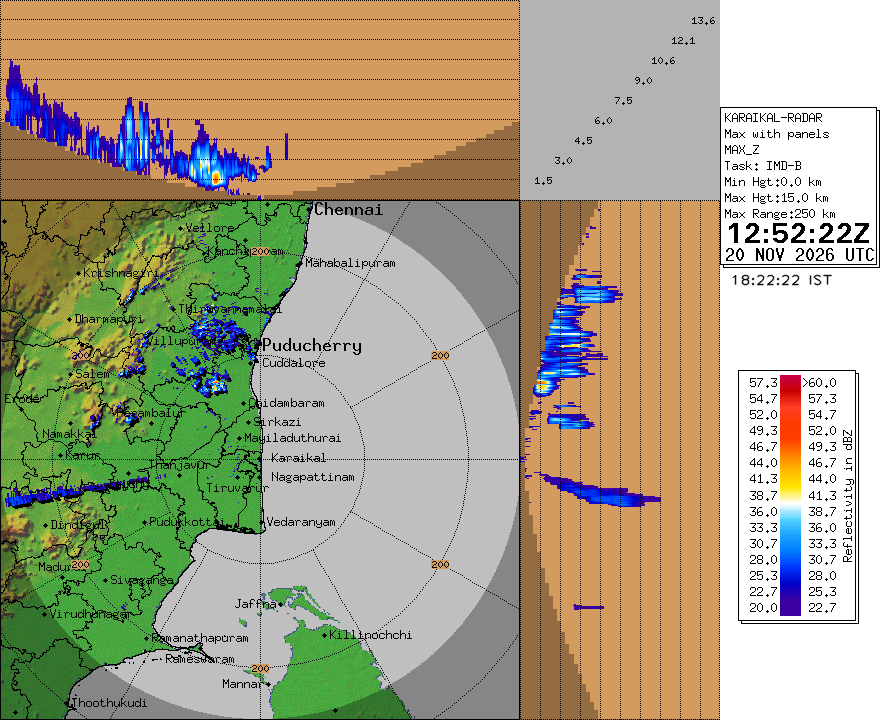 13.6
12.1
10.6
9.0
7.5
6.0
4.5
3.0
1.5
KARAIKAL-RADAR
Max with panels
MAX_Z
Task: IMD-B
Min Hgt:0.0 km
Max Hgt:15.0 km
Max Range:250 km
12:52:22Z
20 NOV 2026 UTC
18:22:22 IST
Chennai
Vellore
200
Mahabalipuram
Krishnagiri
Thiruvannamalai
Dharmapuri
Villupuram
Puducherry
200
200
Cuddalore
Salem
Erode
Chidambaram
Perambalur
Sirkazi
Namakkal
Mayiladuthurai
Karur
Karaikal
Thanjavur
Nagapattinam
Tiruvarur
Dindigul
Pudukkottai
Vedaranyam
200
200
Sivaganga
Jaffna
Virudhunagar
Ramanathapuram
Killinochchi
Rameswaram
200
Mannar
Thoothukudi
57.3 >60.0
54.7 57.3
52.0 54.7
49.3 52.0
46.7 49.3
44.0 46.7
41.3 44.0
38.7 41.3
36.0 38.7
33.3 36.0
30.7 33.3
28.0 30.7
25.3 28.0
22.7 25.3
20.0 22.7
Reflectivity in dBZ